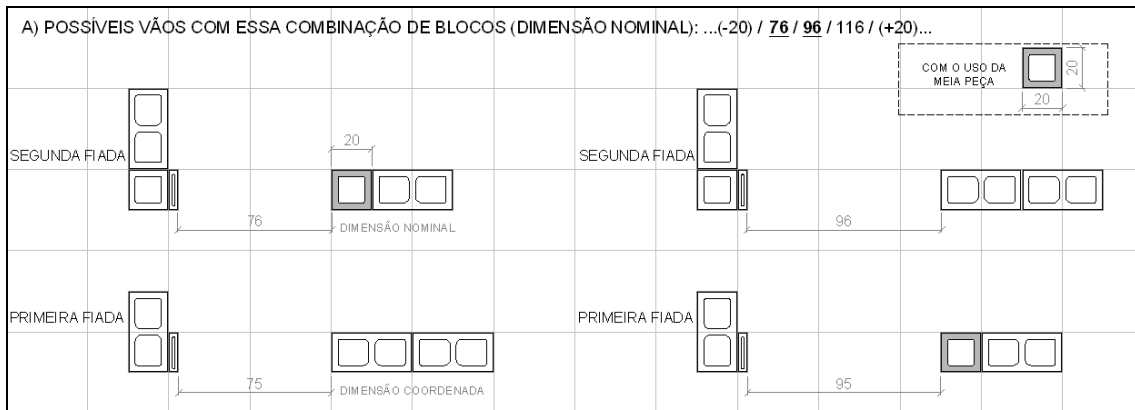 A) POSSÍVEIS VÃOS COM ESSA COMBINAÇÃO DE BLOCOS (DIMENSÃO NOMINAL): ...(-20) / 76 / 96 / 116 / (+20)...
COM O USO DA
MEIA PEÇA
20
20
SEGUNDA FIADA
20
76
DIMENSÃO NOMINAL
SEGUNDA FIADA
96
PRIMEIRA FIADA
75
DIMENSÃO COORDENADA
PRIMEIRA FIADA
95